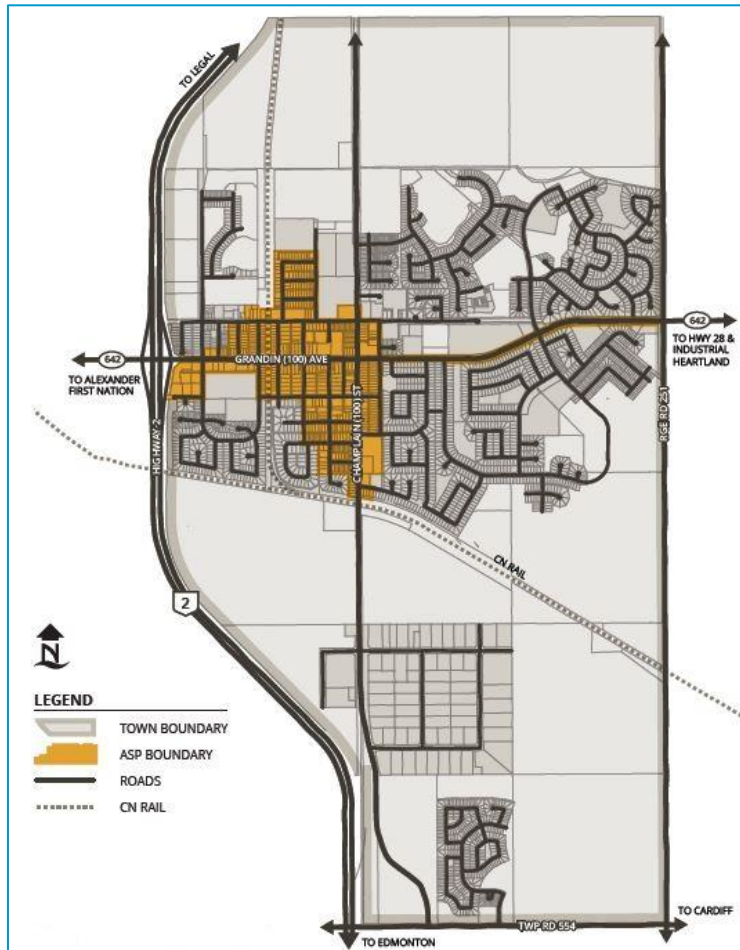 TO LEGAL
642
642
TO HWY 28 &
INDUSTRIAL
HEARTLAND
GRANDIN (100) AVE
TO ALEXANDER
FIRST NATION
HIGHWAY 2
CHAMPLAIN (100) ST
RGE RD 251
CN RAIL
2
N
LEGEND
TOWN BOUNDARY
ASP BOUNDARY
ROADS
CN RAIL
TO CARDIFF
TWP RD 554
TO EDMONTON